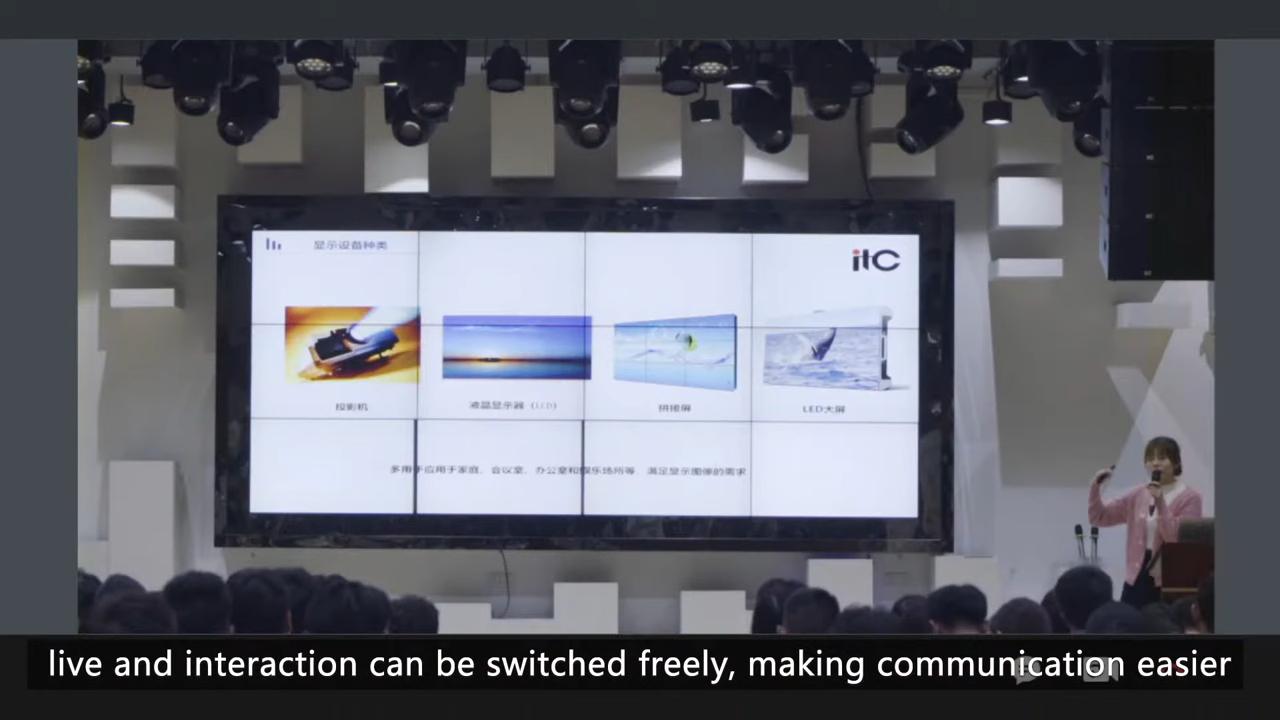 显示设备种类
itC
投影机
液晶显示器（LCD）
拼接屏
LED大屏
多用于应用于家庭、会议室、办公室和娱乐场所等，满足显示图像的需求
live and interaction can be switched freely, making communication easier